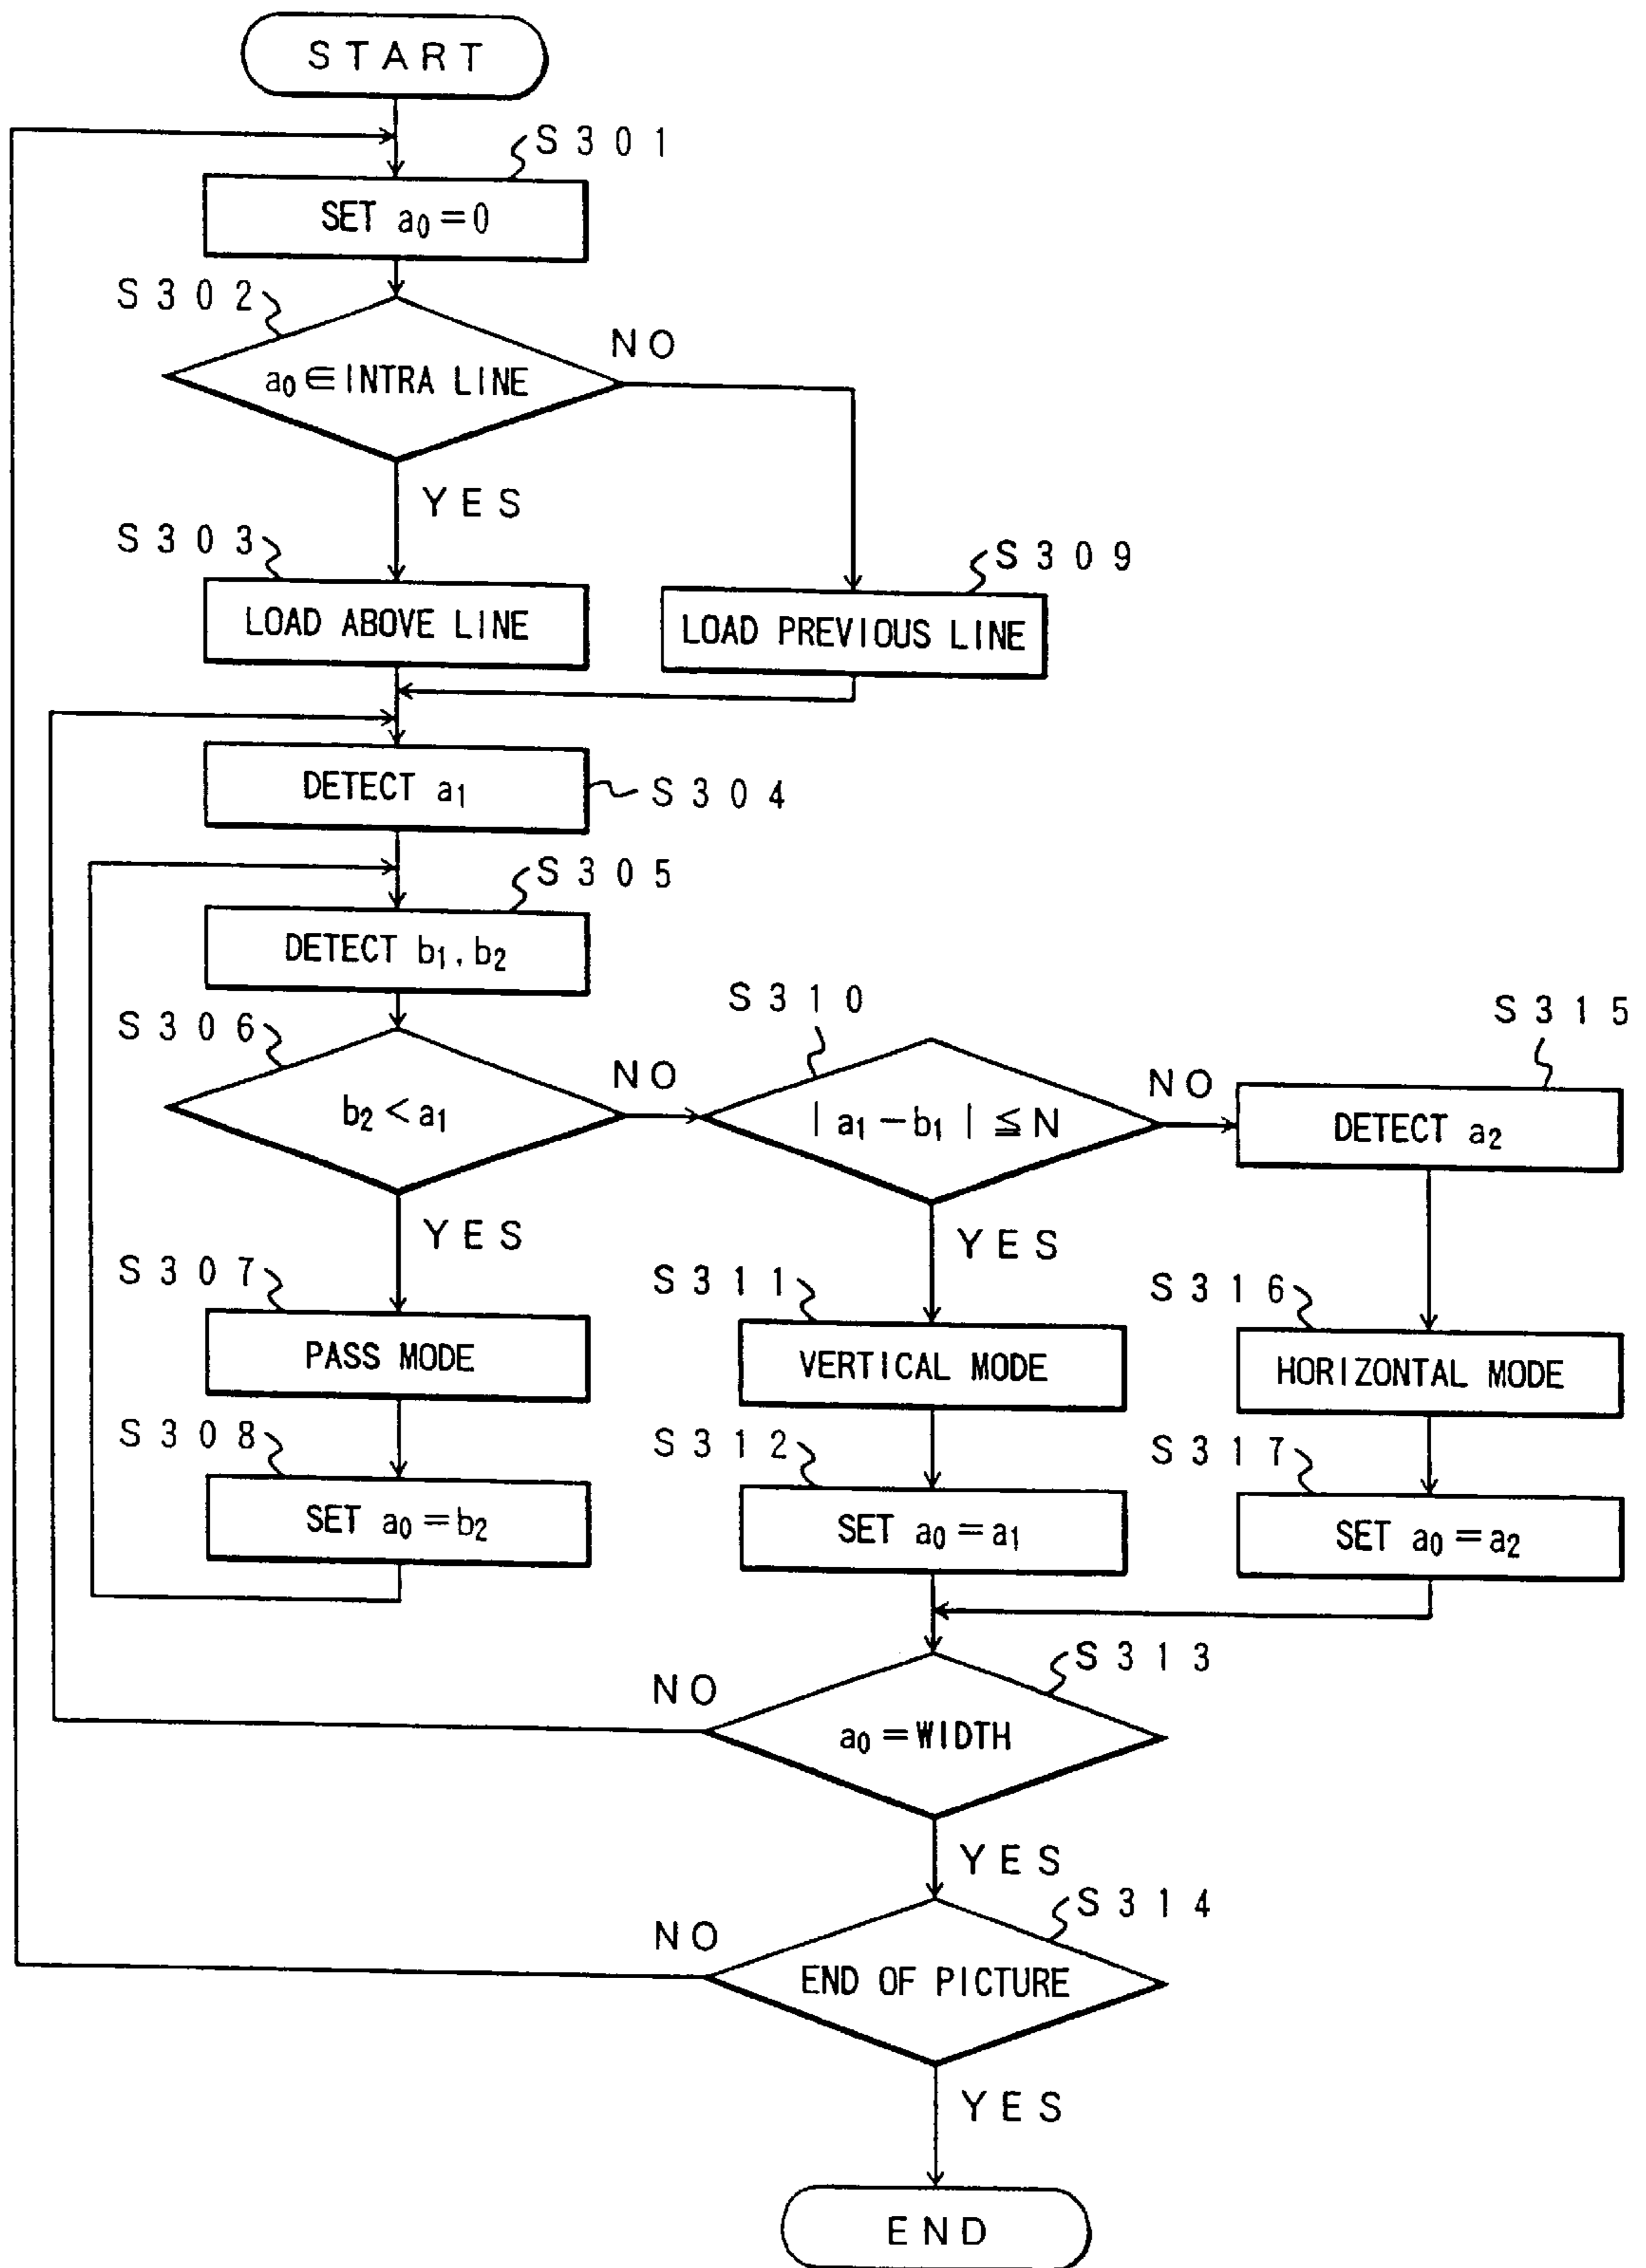 START
S301
SET a₀=0
S302
a₀∈INTRA LINE
NO
YES
S303
LOAD ABOVE LINE
S309
LOAD PREVIOUS LINE
DETECT a₁
S304
S305
DETECT b₁, b₂
S306
b₂<a₁
NO
S310
|a₁-b₁|≦N
NO
S315
DETECT a₂
YES
S307
PASS MODE
YES
S311
VERTICAL MODE
S316
HORIZONTAL MODE
S308
SET a₀=b₂
S312
SET a₀=a₁
S317
SET a₀=a₂
S313
NO
a₀=WIDTH
YES
S314
NO
END OF PICTURE
YES
END